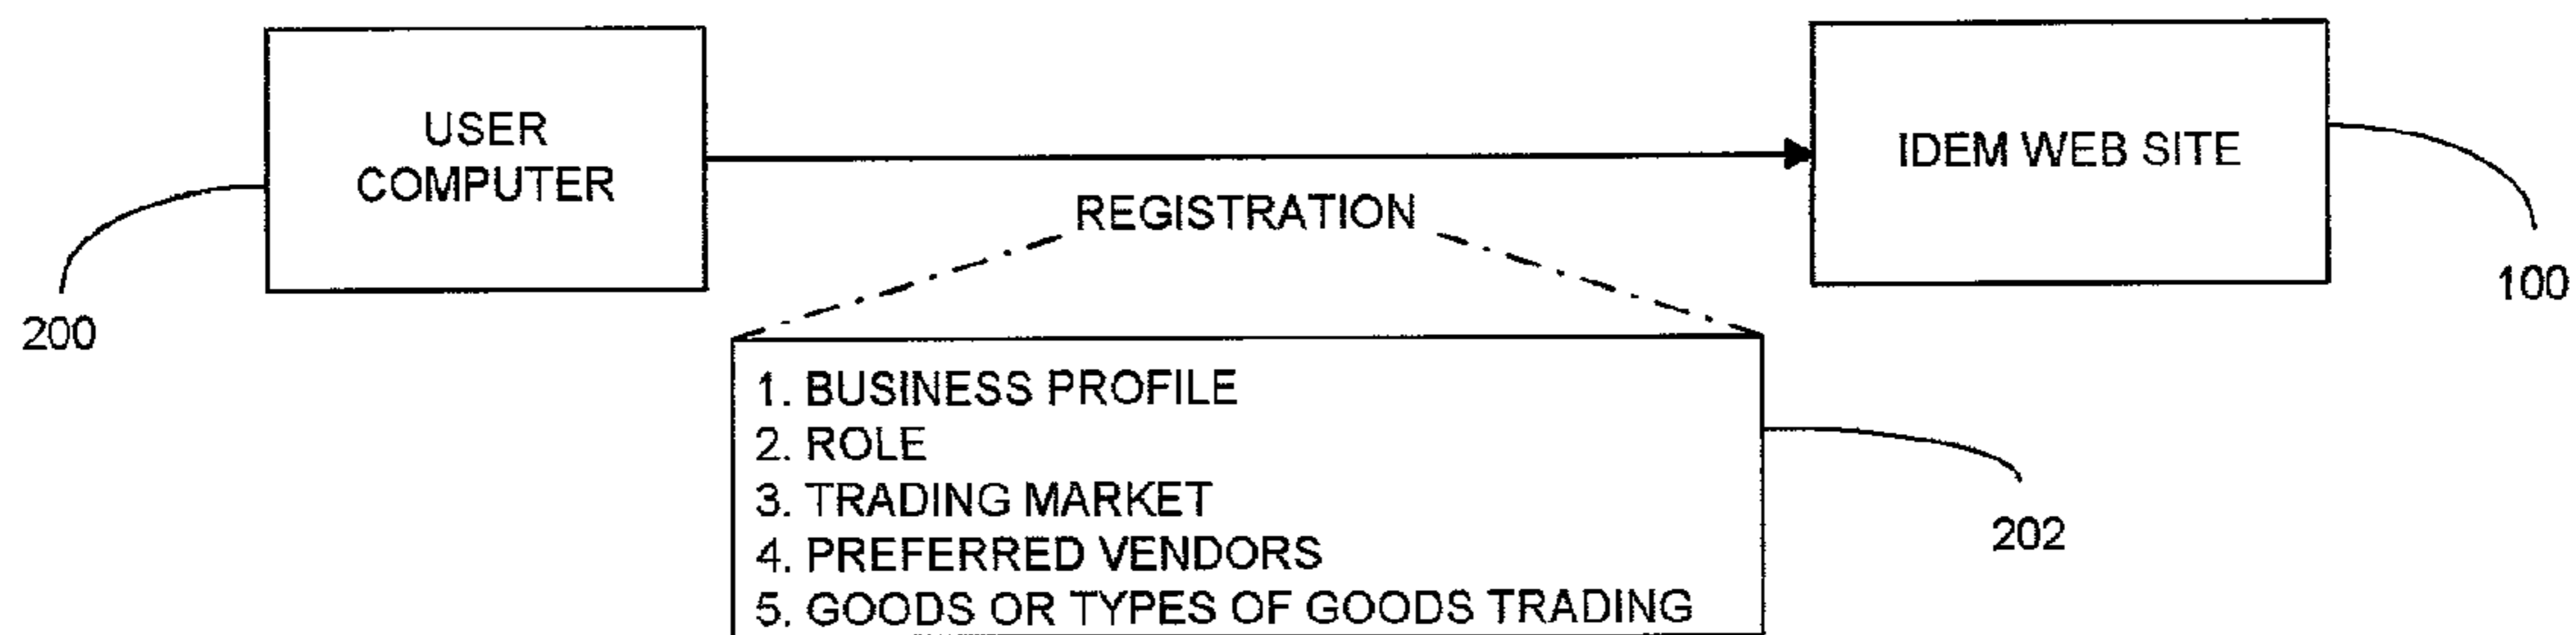 USER
COMPUTER
IDEM WEB SITE
REGISTRATION
200
100
1. BUSINESS PROFILE
2. ROLE
3. TRADING MARKET
4. PREFERRED VENDORS
5. GOODS OR TYPES OF GOODS TRADING
202